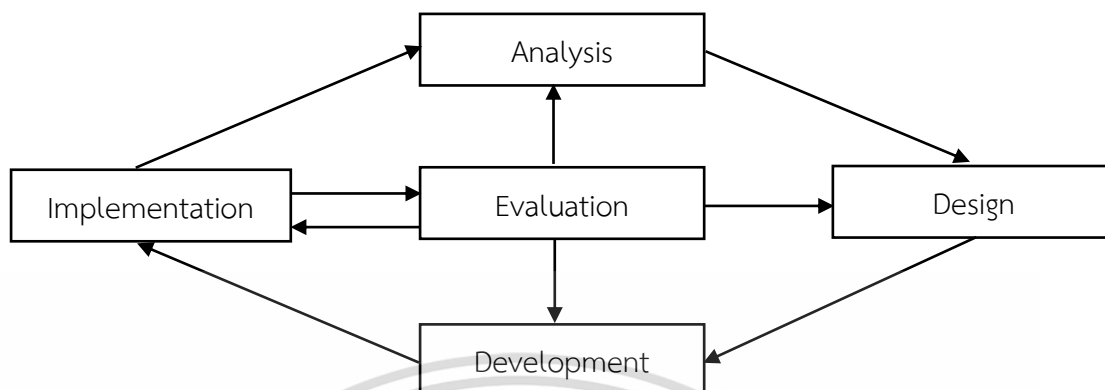 Analysis
Implementation
Evaluation
Design
Development